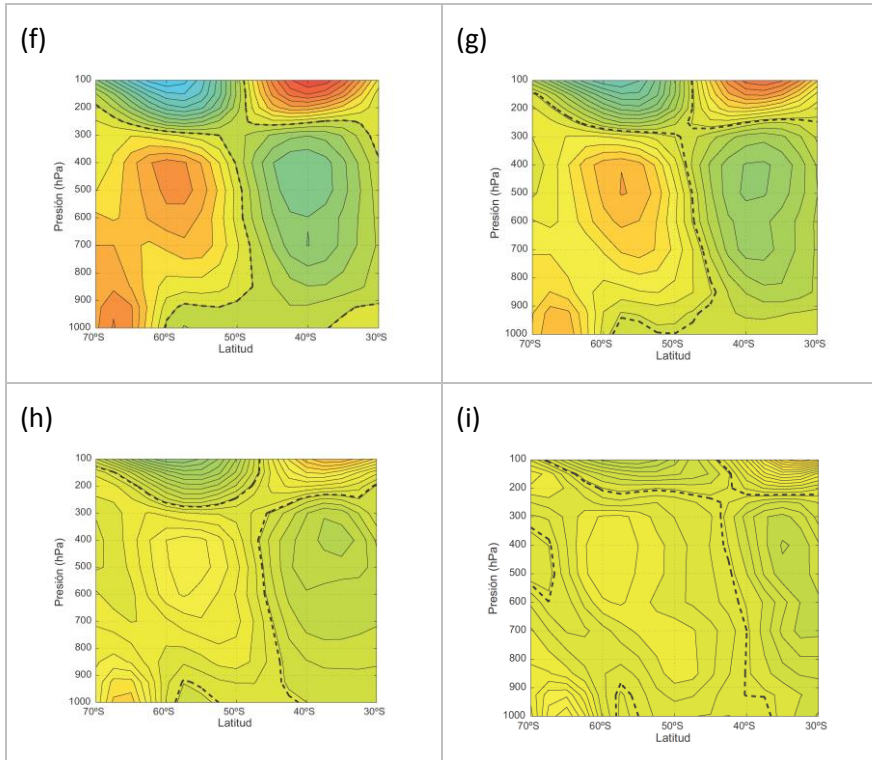 (f)
(g)
100
200
300
400
500
600
700
800
900
1000
Presión (hPa)
70ºS
60ºS
50ºS
40ºS
30ºS
Latitud
100
200
300
400
500
600
700
800
900
1000
Presión (hPa)
70ºS
60ºS
50ºS
40ºS
30ºS
Latitud
(h)
(i)
100
200
300
400
500
600
700
800
900
1000
Presión (hPa)
70ºS
60ºS
50ºS
40ºS
30ºS
Latitud
100
200
300
400
500
600
700
800
900
1000
Presión (hPa)
70ºS
60ºS
50ºS
40ºS
30ºS
Latitud